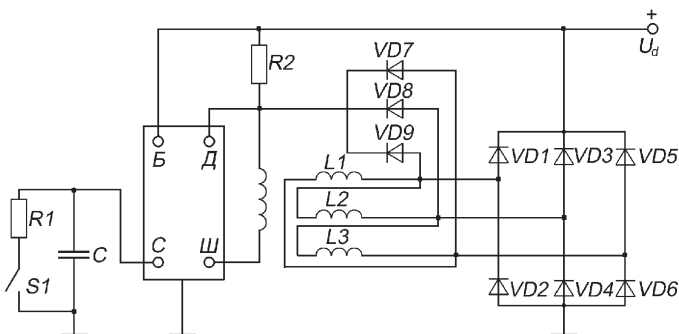 +
U_d
VD7
R2
VD8
Б
Д
VD9
L1
VD1
VD3
VD5
R1
L2
С
Ш
C
L3
S1
VD2
VD4
VD6